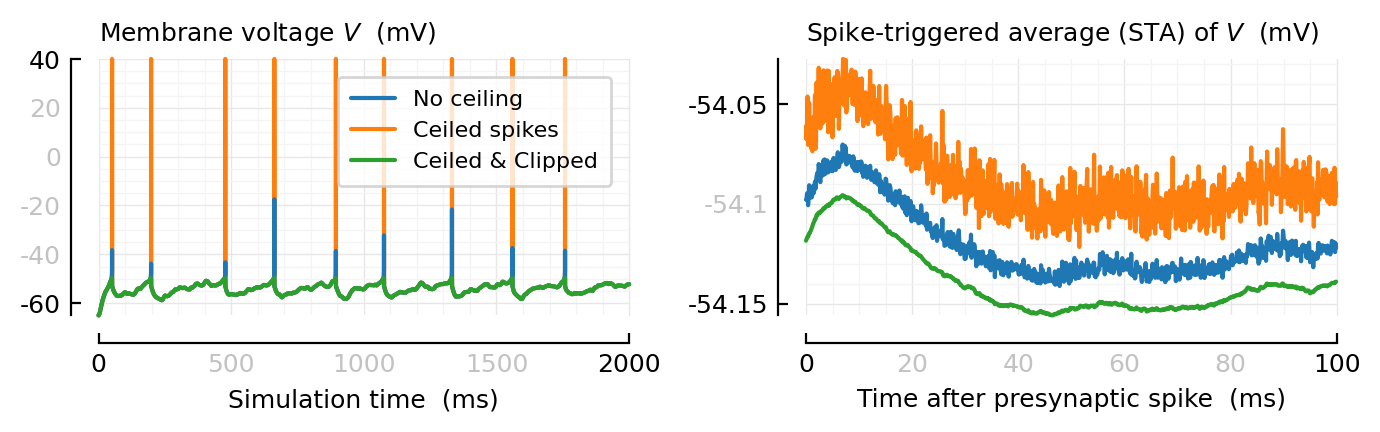 Membrane voltage V (mV)
40
20
0
-20
-40
-60
No ceiling
Ceiled spikes
Ceiled & Clipped
0 500 1000 1500 2000
Simulation time (ms)
Spike-triggered average (STA) of V (mV)
-54.05
-54.1
-54.15
0 20 40 60 80 100
Time after presynaptic spike (ms)